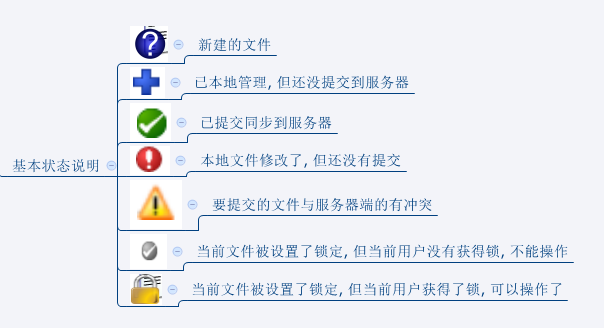 新建的文件
已本地管理, 但还没提交到服务器
已提交同步到服务器
基本状态说明
本地文件修改了, 但还没有提交
要提交的文件与服务器端的有冲突
当前文件被设置了锁定, 但当前用户没有获得锁, 不能操作
当前文件被设置了锁定, 但当前用户获得了锁, 可以操作了